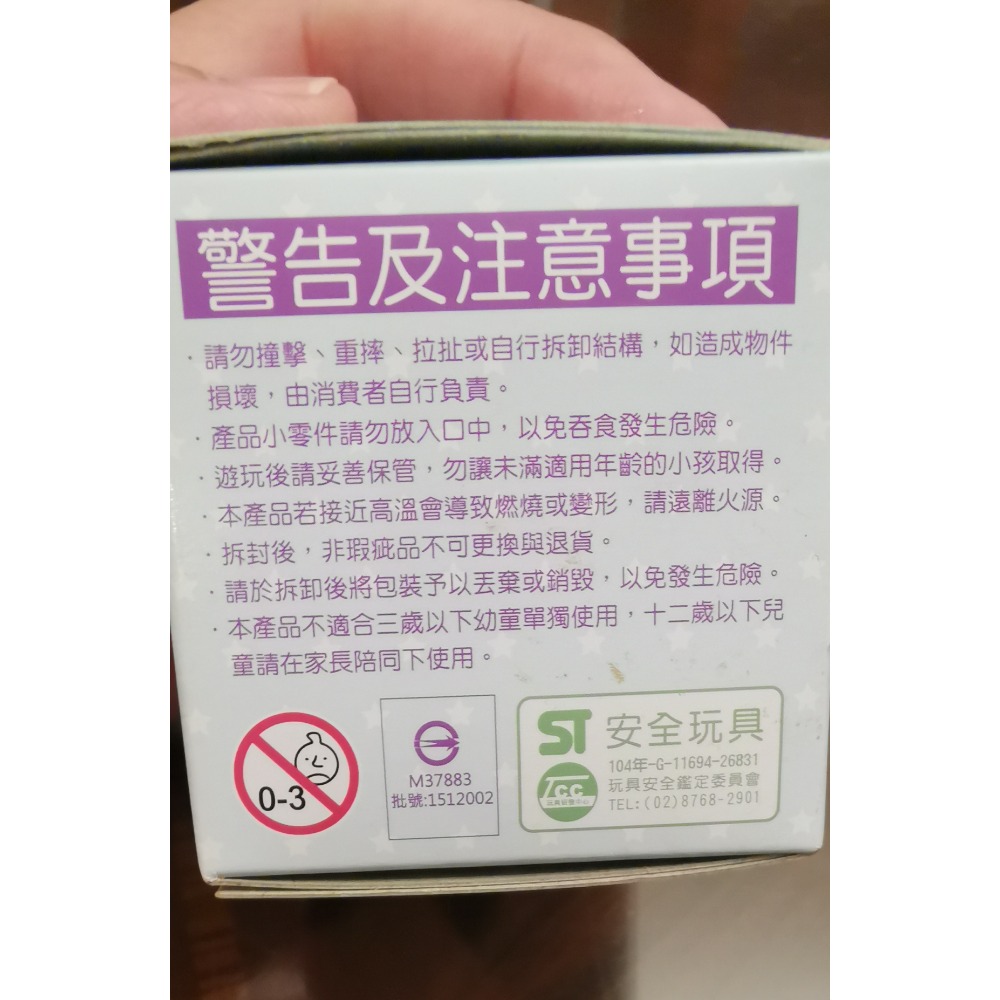 警告及注意事項
·請勿撞擊、重摔、拉扯或自行拆卸結構，如造成物件
損壞，由消費者自行負責。
·產品小零件請勿放入口中，以免吞食發生危險。
·遊玩後請妥善保管，勿讓未滿適用年齡的小孩取得。
·本產品若接近高溫會導致燃燒或變形，請遠離火源。
·拆封後，非瑕疵品不可更換與退貨。
·請於拆卸後將包裝予以丟棄或銷毀，以免發生危險。
·本產品不適合三歲以下幼童單獨使用，十二歲以下兒
童請在家長陪同下使用。
0-3
M37883
批號:1512002
ST 安全玩具
104年-G-11694-26831
玩具安全鑑定委員會
TEL:(02)8768-2901
TCC